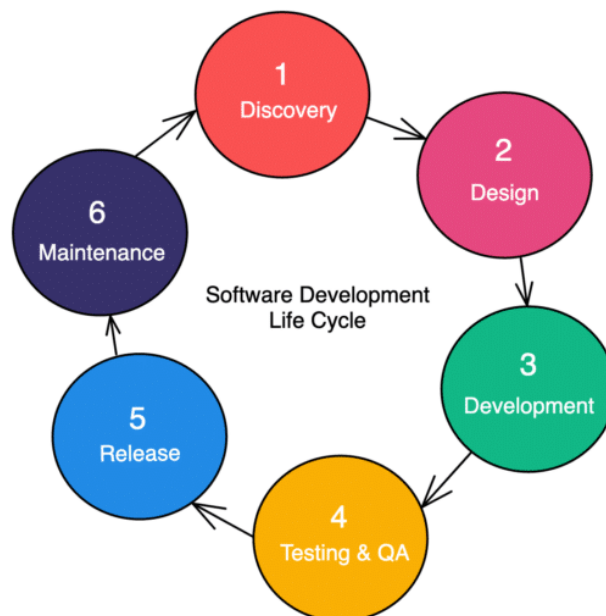 1
Discovery
2
Design
3
Development
4
Testing & QA
5
Release
6
Maintenance
Software Development
Life Cycle